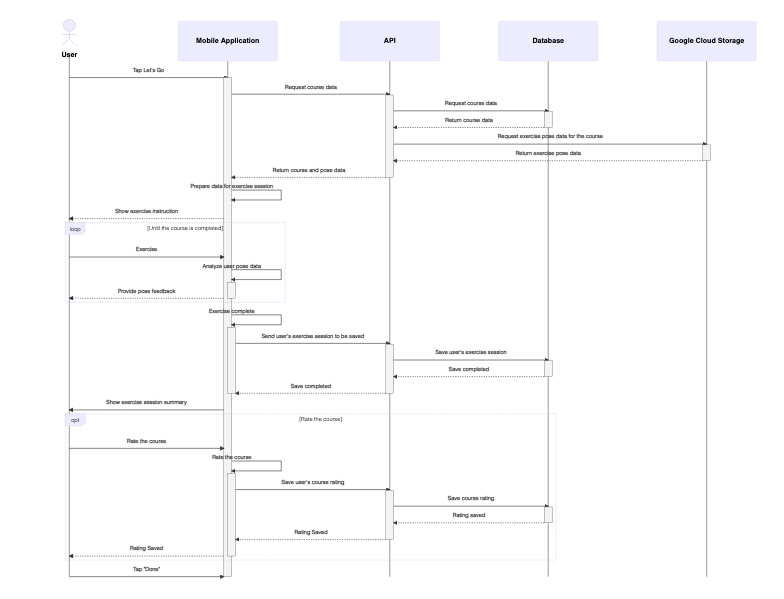 User
Mobile Application
API
Database
Google Cloud Storage
Tap Let's Go
Request course data
Request course data
Return course data
Request exercise pose data for the course
Return exercise pose data
Return course and pose data
Prepare data for exercise session
Show exercise instruction
loop
[Until the course is completed]
Exercise
Analyze user pose data
Provide pose feedback
Exercise complete
Send user's exercise session to be saved
Save user's exercise session
Save completed
Save completed
Show exercise session summary
opt
[Rate the course]
Rate the course
Rate the course
Save user's course rating
Save course rating
Rating saved
Rating Saved
Rating Saved
Tap "Done"